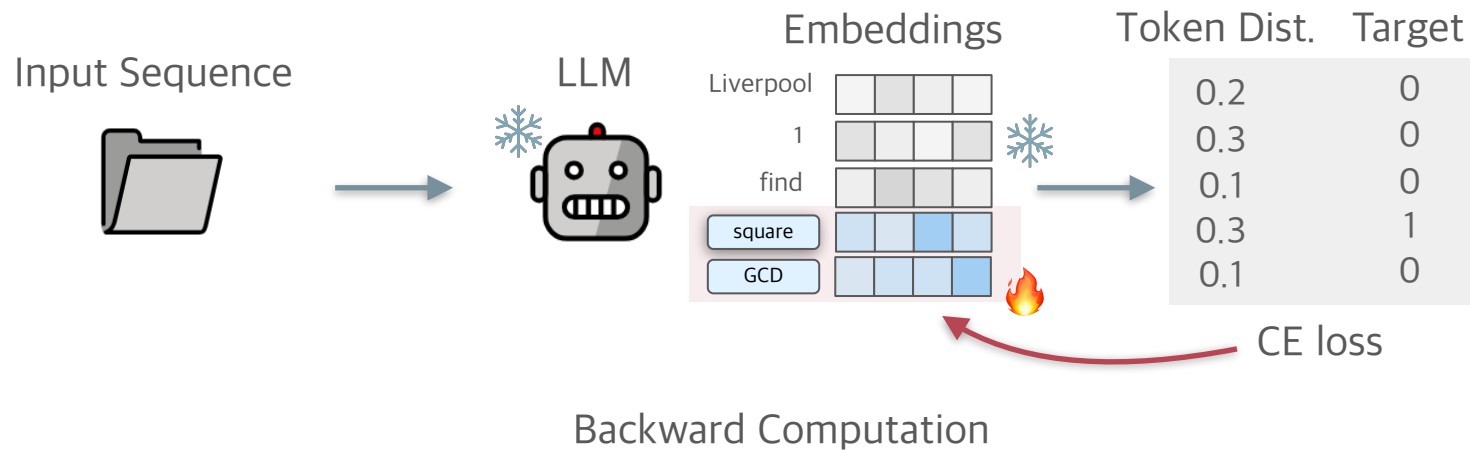 Input Sequence
LLM
Embeddings
Token Dist. Target
Liverpool
1
find
square
GCD
0.2 0
0.3 0
0.1 0
0.3 1
0.1 0
CE loss
Backward Computation